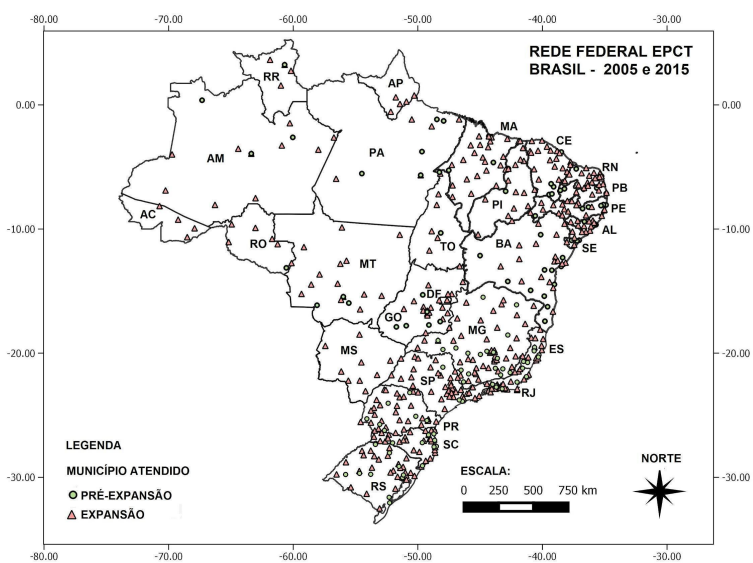 -80.00 -70.00 -60.00 -50.00 -40.00 -30.00
REDE FEDERAL EPCT
BRASIL - 2005 e 2015
RR
AP
0.00 0.00
MA
CE
AM
PA
RN
PB
PI
PE
AC
AL
-10.00 -10.00
RO
TO
BA
SE
MT
DF
GO
MG
MS
ES
-20.00 -20.00
SP
RJ
PR
LEGENDA
SC
MUNICÍPIO ATENDIDO
ESCALA:
NORTE
-30.00 -30.00
RS
PRÉ-EXPANSÃO
0 250 500 750 km
EXPANSÃO
-80.00 -70.00 -60.00 -50.00 -40.00 -30.00